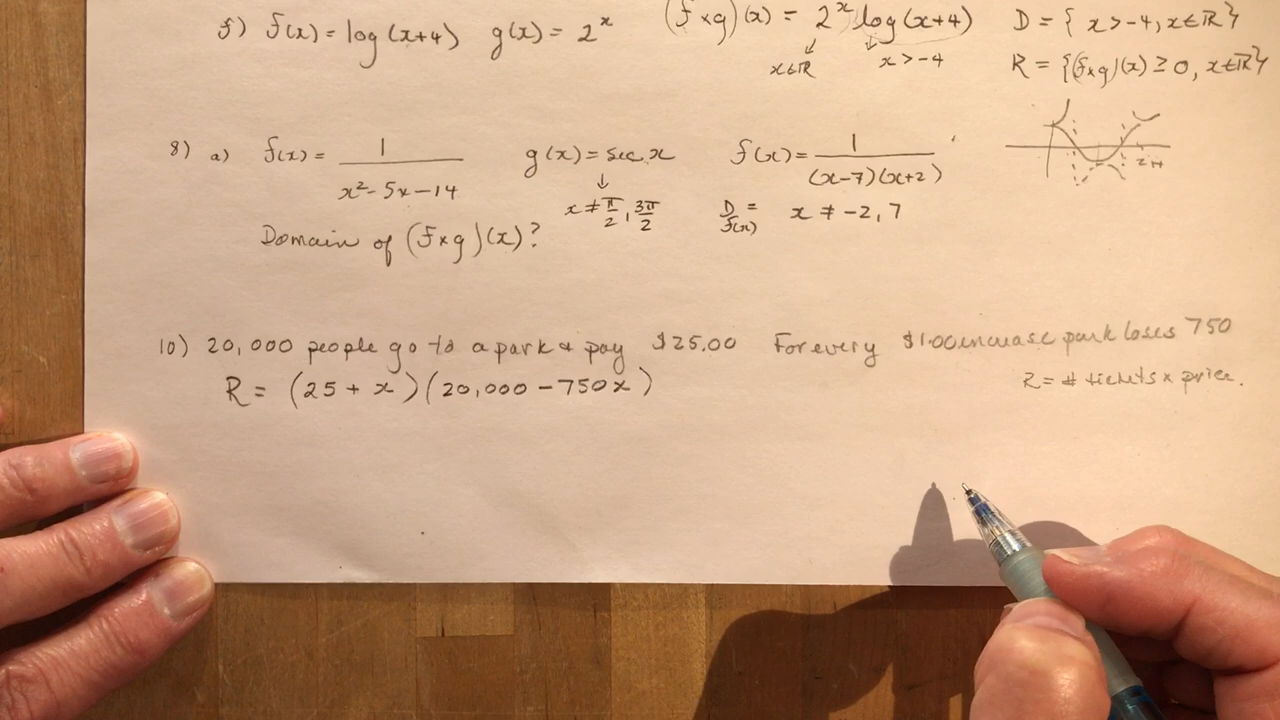 f) f(x) = log (x+4) g(x) = 2^x (f×g)(x) = 2^x log (x+4) D = { x > -4, x∈ℝ}
x∈ℝ x > -4 R = {(f×g)(x) ≥ 0, x∈ℝ}
8) a) f(x) = 1/(x² - 5x - 14) g(x) = sec x f(x) = 1/((x-7)(x+2))
x ≠ π/2, 3π/2 D f(x) = x ≠ -2, 7 2π
Domain of (f×g)(x)?
10) 20,000 people go to a park & pay $25.00 For every $1.00 increase park loses 750
R = (25 + x)(20,000 - 750x) R = # tickets × price.